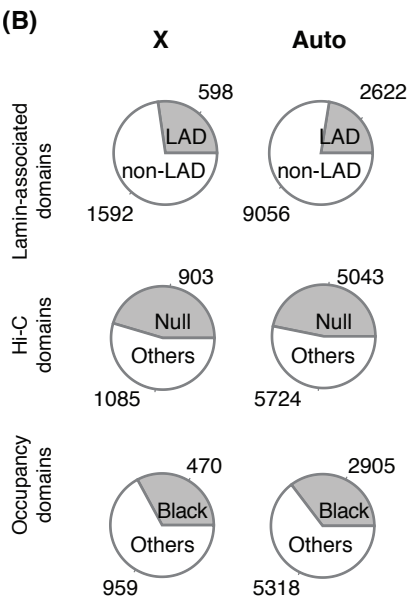 (B)
X Auto
Lamin-associated
domains
598
LAD
non-LAD
1592
2622
LAD
non-LAD
9056
Hi-C
domains
903
Null
Others
1085
5043
Null
Others
5724
Occupancy
domains
470
Black
Others
959
2905
Black
Others
5318